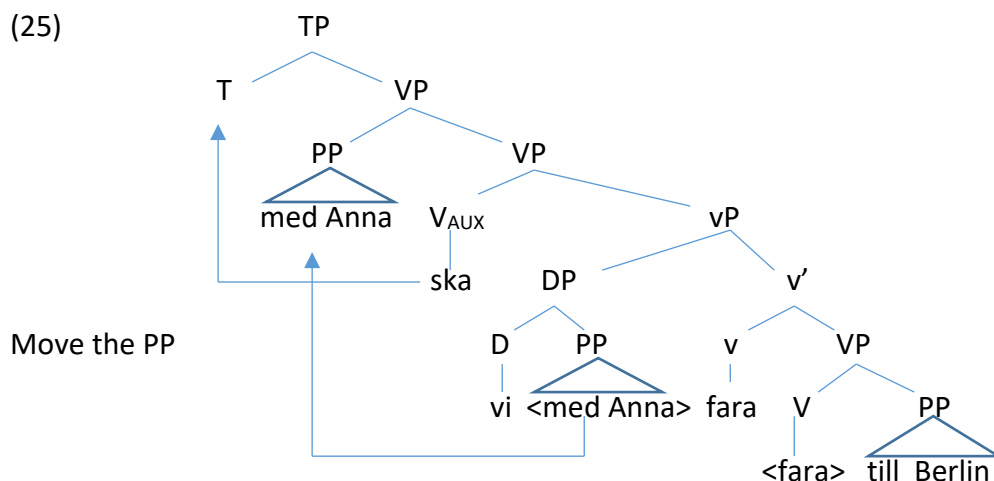 (25) TP
T VP
PP VP
med Anna V_AUX vP
ska DP v’
Move the PP D PP v VP
vi <med Anna> fara V PP
<fara> till Berlin